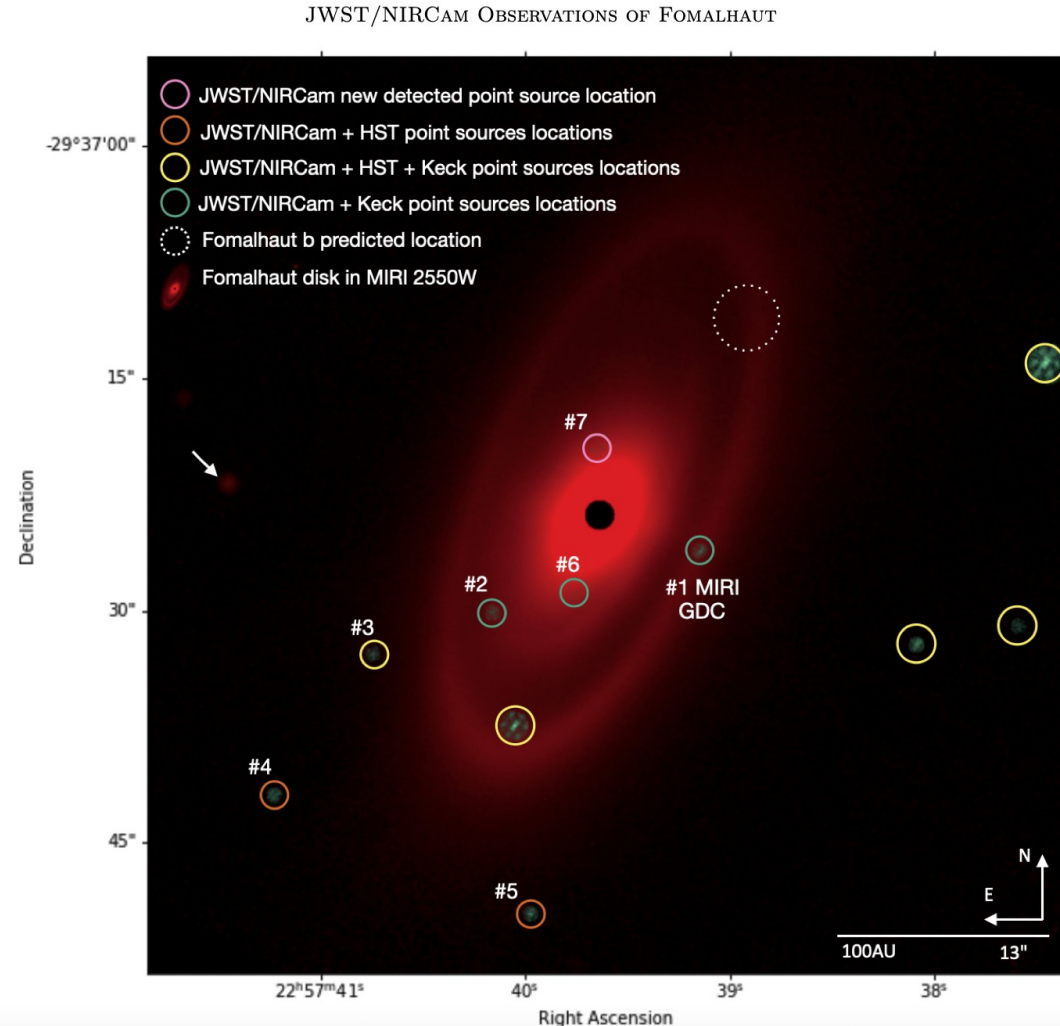 JWST/NIRCam Observations of Fomalhaut
JWST/NIRCam new detected point source location
JWST/NIRCam + HST point sources locations
JWST/NIRCam + HST + Keck point sources locations
JWST/NIRCam + Keck point sources locations
Fomalhaut b predicted location
Fomalhaut disk in MIRI 2550W
-29°37'00"
15"
30"
45"
Declination
#7
#6
#2
#1 MIRI
GDC
#3
#4
#5
N
E
100AU 13"
22ʰ57ᵐ41ˢ 40ˢ 39ˢ 38ˢ
Right Ascension